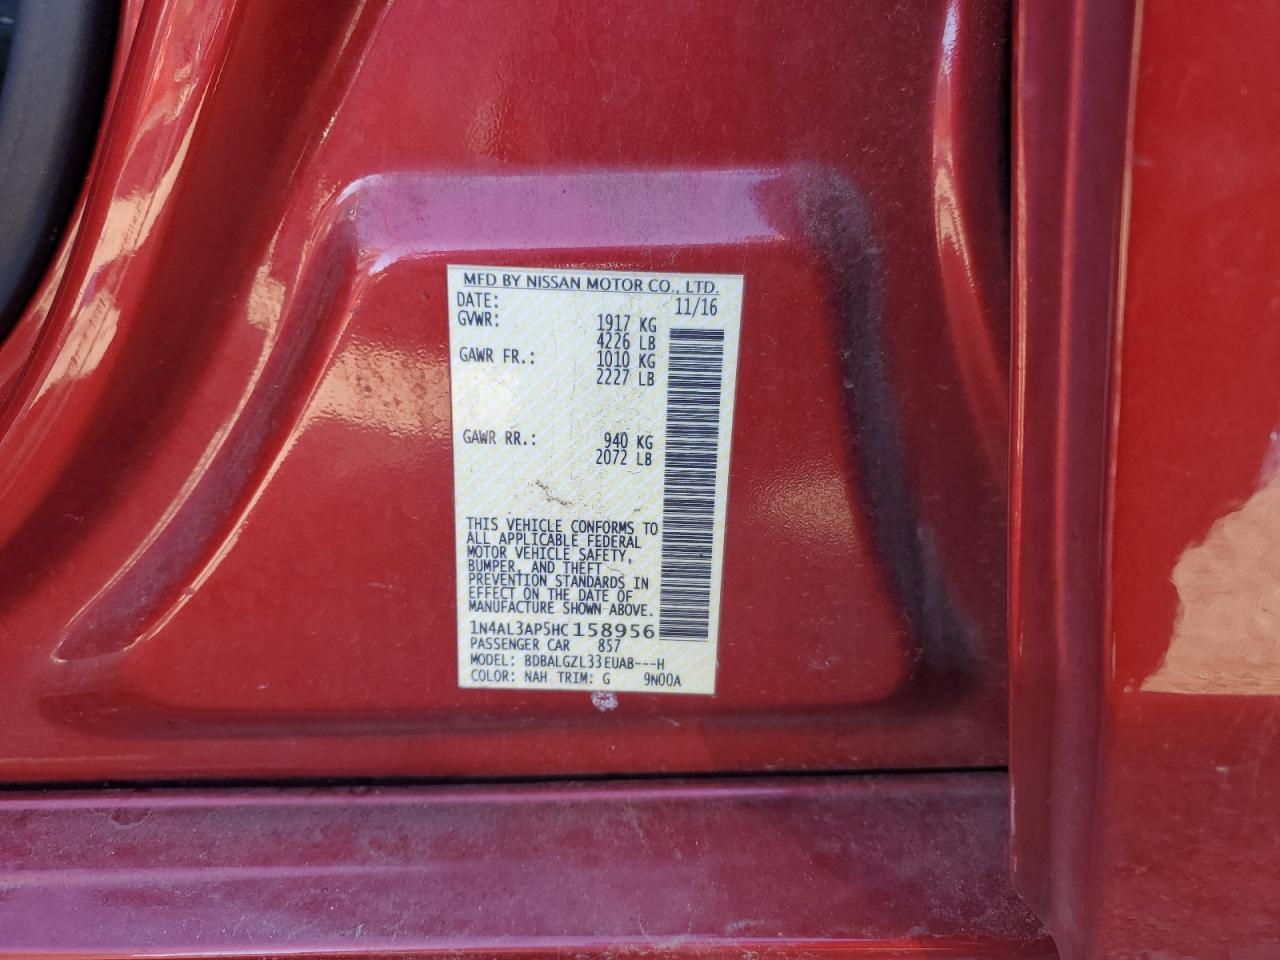 MFD BY NISSAN MOTOR CO., LTD.
DATE: 11/16
GVWR: 1917 KG
4226 LB
GAWR FR.: 1010 KG
2227 LB
GAWR RR.: 940 KG
2072 LB
THIS VEHICLE CONFORMS TO
ALL APPLICABLE FEDERAL
MOTOR VEHICLE SAFETY,
BUMPER, AND THEFT
PREVENTION STANDARDS IN
EFFECT ON THE DATE OF
MANUFACTURE SHOWN ABOVE.
1N4AL3AP5HC158956
PASSENGER CAR 857
MODEL: BDBALGZL33EUAB---H
COLOR: NAH TRIM: G 9N00A